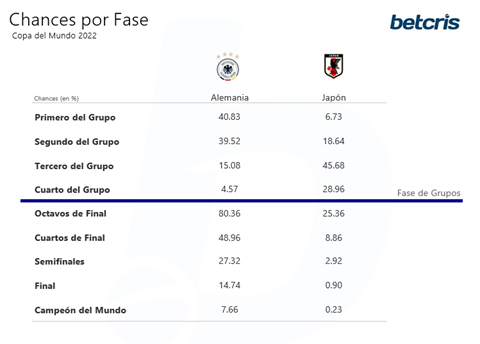 Chances por Fase
betcris
Copa del Mundo 2022
Chances (en %) Alemania Japón
Primero del Grupo 40.83 6.73
Segundo del Grupo 39.52 18.64
Tercero del Grupo 15.08 45.68
Cuarto del Grupo 4.57 28.96
Fase de Grupos
Octavos de Final 80.36 25.36
Cuartos de Final 48.96 8.86
Semifinales 27.32 2.92
Final 14.74 0.90
Campeón del Mundo 7.66 0.23